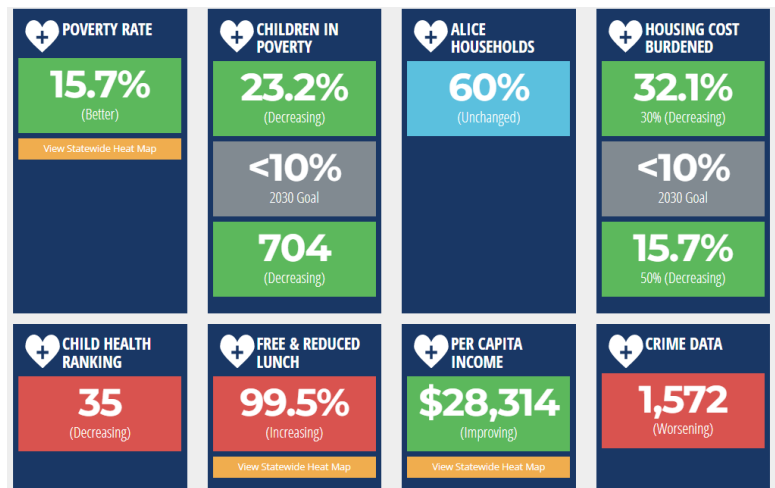 POVERTY RATE
15.7%
(Better)
View Statewide Heat Map
CHILDREN IN
POVERTY
23.2%
(Decreasing)
<10%
2030 Goal
704
(Decreasing)
ALICE
HOUSEHOLDS
60%
(Unchanged)
HOUSING COST
BURDENED
32.1%
30% (Decreasing)
<10%
2030 Goal
15.7%
50% (Decreasing)
CHILD HEALTH
RANKING
35
(Decreasing)
FREE & REDUCED
LUNCH
99.5%
(Increasing)
View Statewide Heat Map
PER CAPITA
INCOME
$28,314
(Improving)
View Statewide Heat Map
CRIME DATA
1,572
(Worsening)